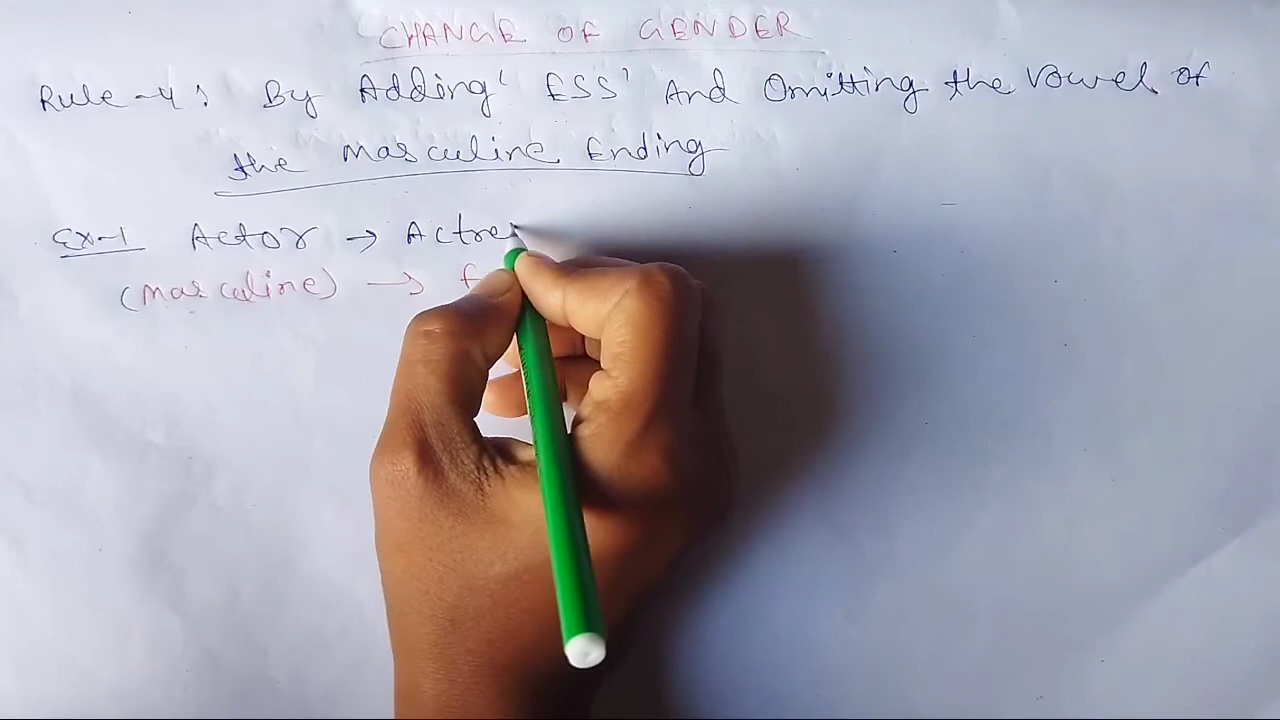 CHANGE OF GENDER
Rule-4: By Adding 'ESS' And Omitting the Vowel of
the Masculine Ending
Ex-1 Actor → Actre
(Masculine) → f